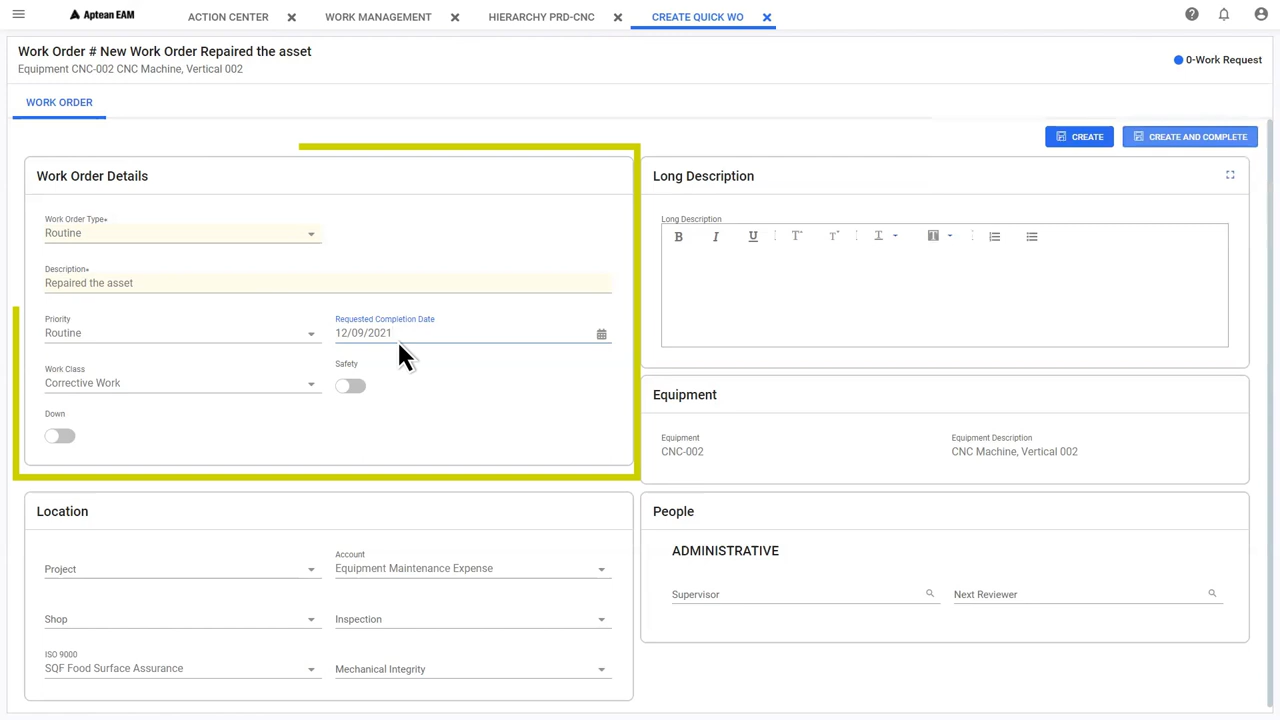 Aptean EAM
ACTION CENTER
WORK MANAGEMENT
HIERARCHY PRD-CNC
CREATE QUICK WO
Work Order # New Work Order Repaired the asset
Equipment CNC-002 CNC Machine, Vertical 002
0-Work Request
WORK ORDER
CREATE
CREATE AND COMPLETE
Work Order Details
Work Order Type*
Routine
Description*
Repaired the asset
Priority
Routine
Requested Completion Date
12/09/2021
Work Class
Corrective Work
Safety
Down
Long Description
Long Description
B I U T T T T
Equipment
Equipment
CNC-002
Equipment Description
CNC Machine, Vertical 002
Location
Project
Account
Equipment Maintenance Expense
Shop
Inspection
ISO 9000
SQF Food Surface Assurance
Mechanical Integrity
People
ADMINISTRATIVE
Supervisor
Next Reviewer